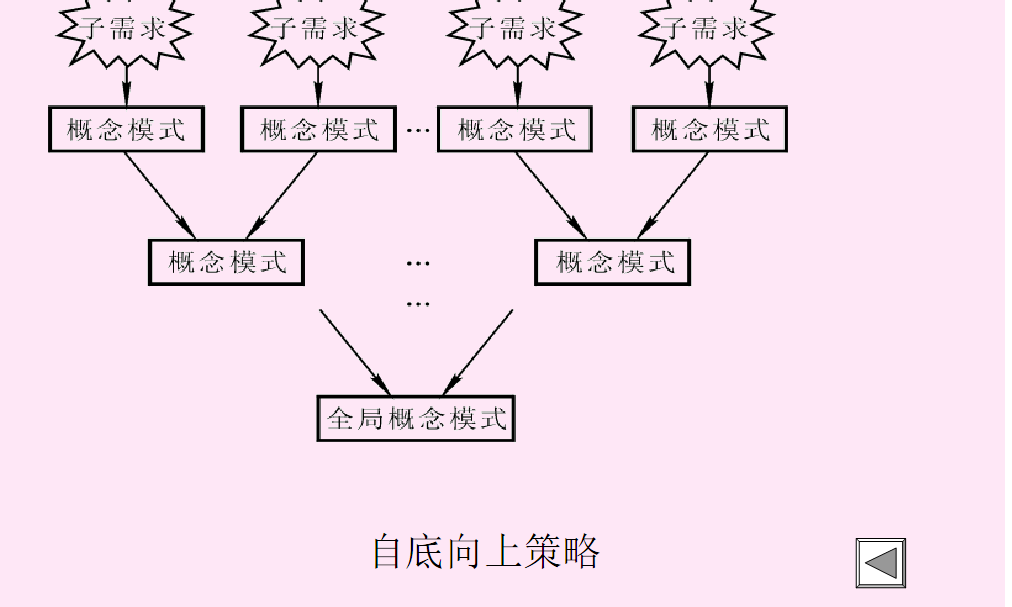 子需求 子需求 子需求 子需求
概念模式 概念模式 … 概念模式 概念模式
概念模式 … 概念模式
…
全局概念模式
自底向上策略